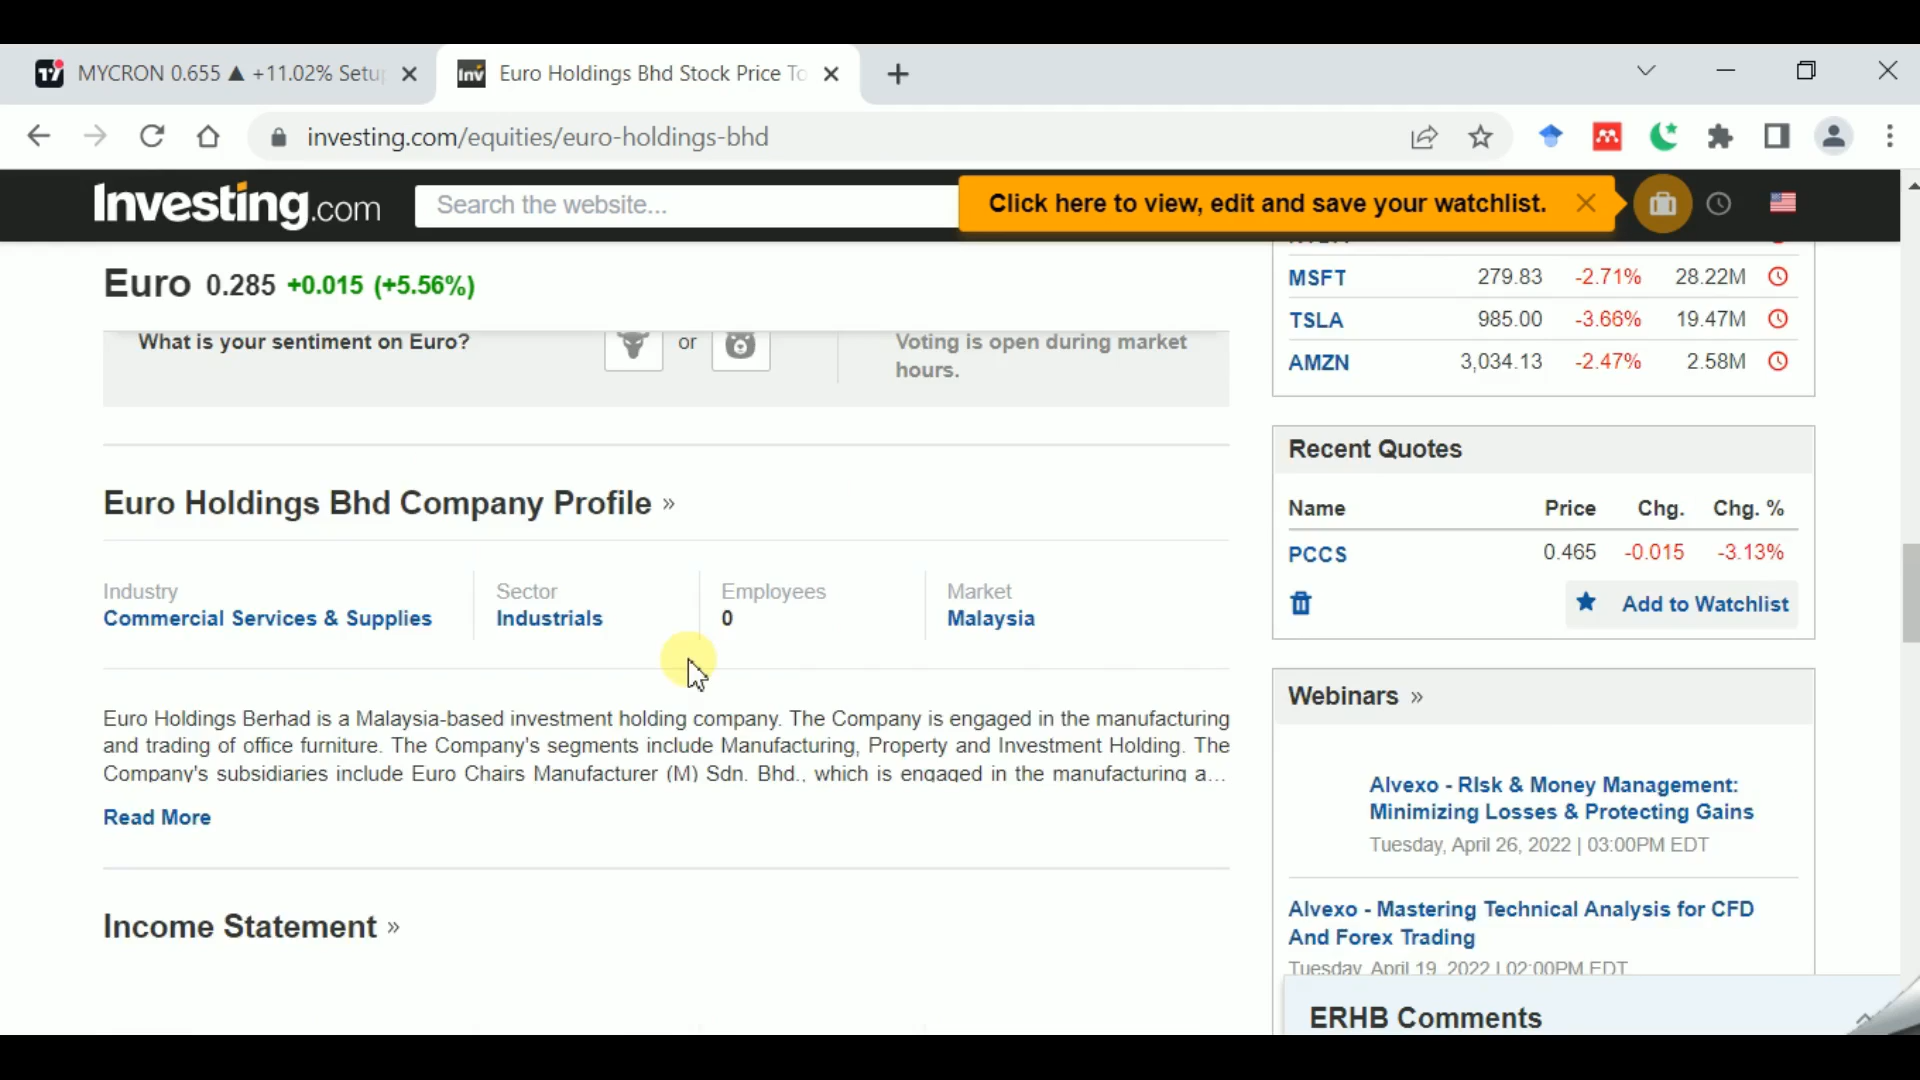 MYCRON 0.655 ▲ +11.02% Setu
Euro Holdings Bhd Stock Price To
investing.com/equities/euro-holdings-bhd
Investing.com
Search the website...
Click here to view, edit and save your watchlist.
Euro 0.285 +0.015 (+5.56%)
What is your sentiment on Euro?
or
Voting is open during market
hours.
Euro Holdings Bhd Company Profile »
Industry
Commercial Services & Supplies
Sector
Industrials
Employees
0
Market
Malaysia
Euro Holdings Berhad is a Malaysia-based investment holding company. The Company is engaged in the manufacturing
and trading of office furniture. The Company's segments include Manufacturing, Property and Investment Holding. The
Company's subsidiaries include Euro Chairs Manufacturer (M) Sdn. Bhd., which is engaged in the manufacturing a...
Read More
Income Statement »
MSFT 279.83 -2.71% 28.22M
TSLA 985.00 -3.66% 19.47M
AMZN 3,034.13 -2.47% 2.58M
Recent Quotes
Name Price Chg. Chg. %
PCCS 0.465 -0.015 -3.13%
Add to Watchlist
Webinars »
Alvexo - RIsk & Money Management:
Minimizing Losses & Protecting Gains
Tuesday, April 26, 2022 | 03:00PM EDT
Alvexo - Mastering Technical Analysis for CFD
And Forex Trading
Tuesday, April 19, 2022 | 02:00PM EDT
ERHB Comments